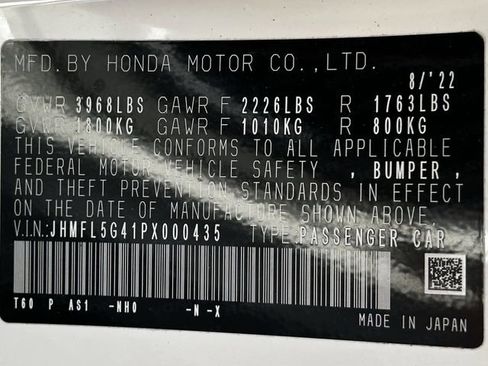 MFD. BY HONDA MOTOR CO., LTD.
8/'22
GVWR 3968LBS GAWR F 2226LBS R 1763LBS
GVWR 1800KG GAWR F 1010KG R 800KG
THIS VEHICLE CONFORMS TO ALL APPLICABLE
FEDERAL MOTOR VEHICLE SAFETY , BUMPER ,
AND THEFT PREVENTION STANDARDS IN EFFECT
ON THE DATE OF MANUFACTURE SHOWN ABOVE.
V.I.N.: JHMFL5G41PX000435 TYPE: PASSENGER CAR
T60 P AS1 -NH0 -N -X
MADE IN JAPAN